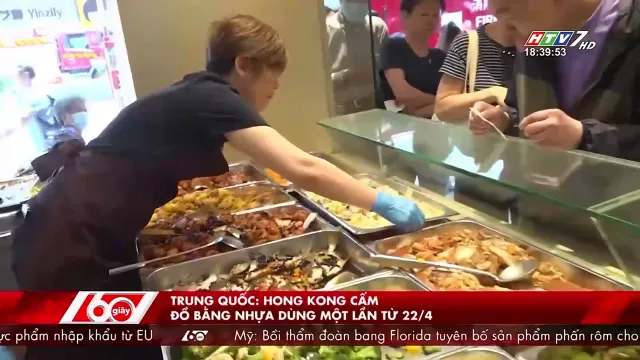 Yinzily
HTV7 HD
18:39:53
60 giây
TRUNG QUỐC: HONG KONG CẤM
ĐỒ BẰNG NHỰA DÙNG MỘT LẦN TỪ 22/4
phẩm nhập khẩu từ EU
Mỹ: Bồi thẩm đoàn bang Florida tuyên bố sản phẩm phấn rôm cho